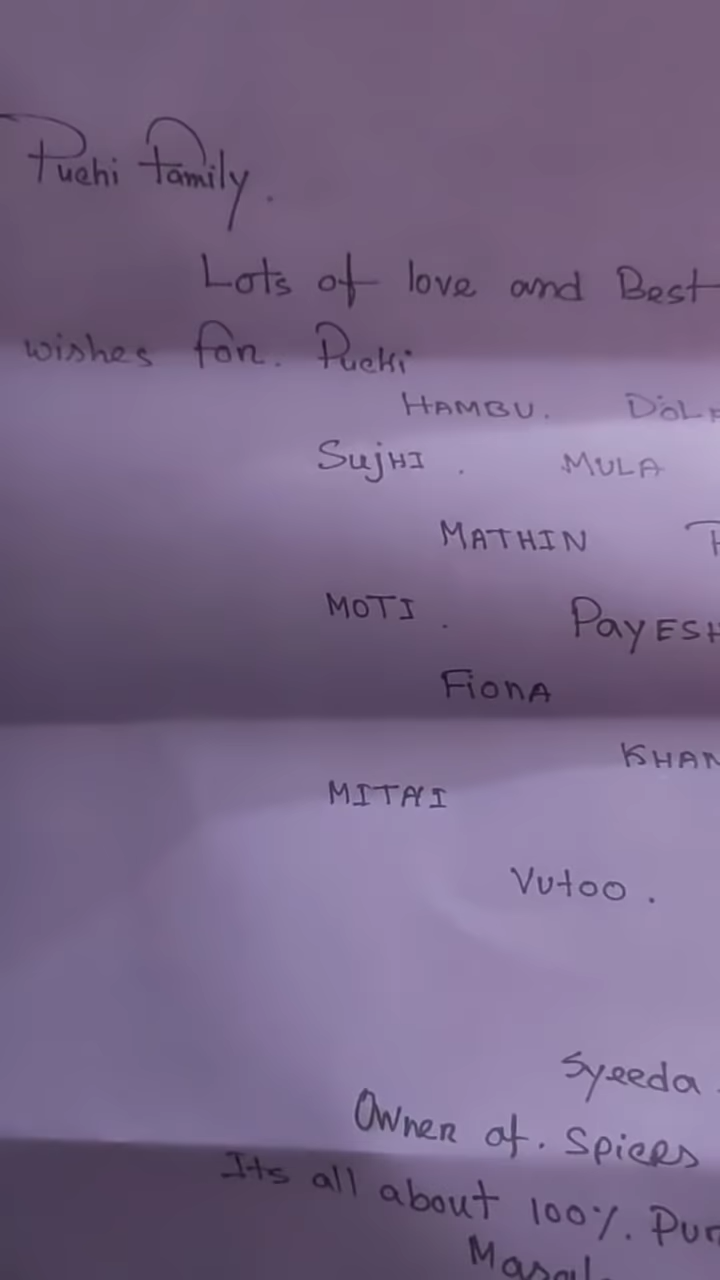 Puchi Family.
Lots of love and Best
wishes for. Puchi
HAMBU.
SujHI . MULA
MATHIN
MOTI . PayESH
FionA
KHAN
MITAI
Vutoo .
Syeeda .
Owner of. Spices
Its all about 100%.